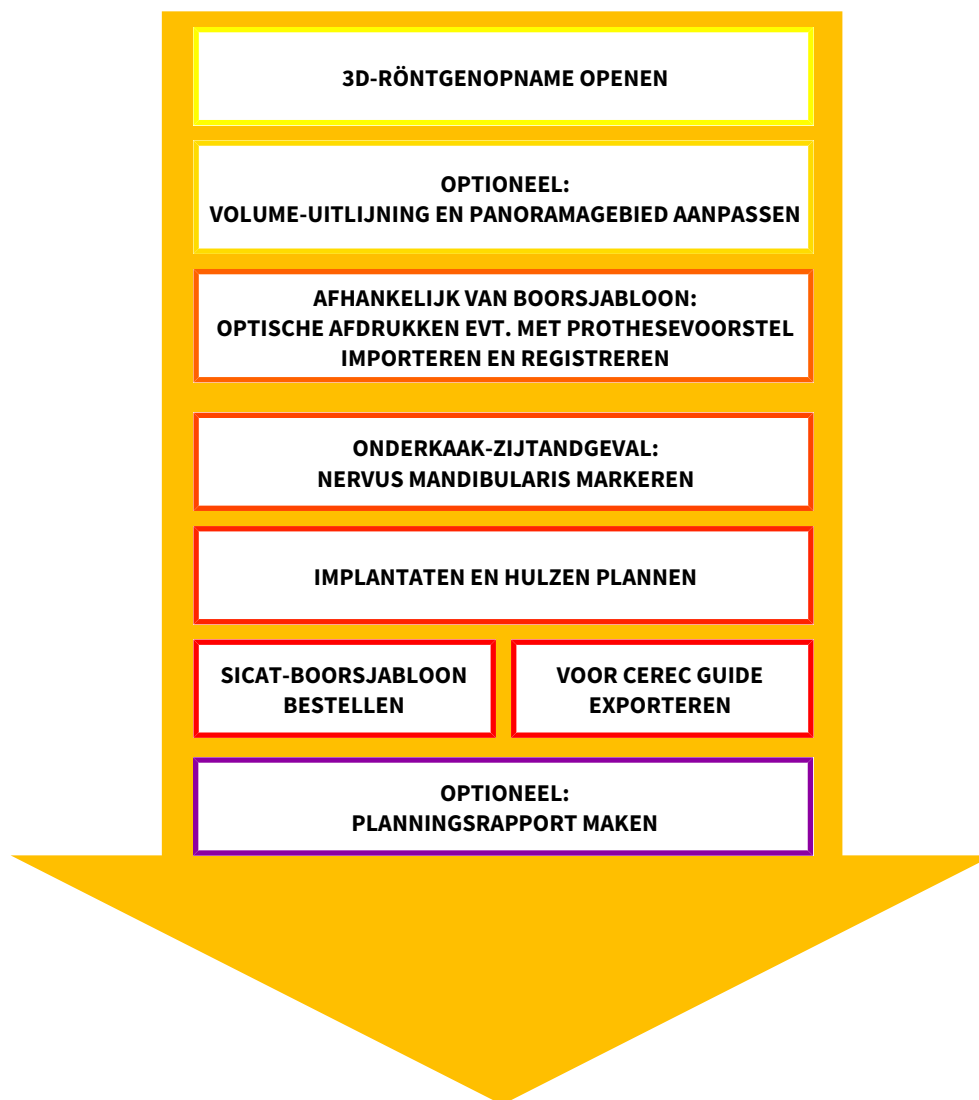 3D-RÖNTGENOPNAME OPENEN
OPTIONEEL:
VOLUME-UITLIJNING EN PANORAMAGEBIED AANPASSEN
AFHANKELIJK VAN BOORSJABLOON:
OPTISCHE AFDRUKKEN EVT. MET PROTHESEVOORSTEL
IMPORTEREN EN REGISTREREN
ONDERKAAK-ZIJTANDGEVAL:
NERVUS MANDIBULARIS MARKEREN
IMPLANTATEN EN HULZEN PLANNEN
SICAT-BOORSJABLOON
BESTELLEN
VOOR CEREC GUIDE
EXPORTEREN
OPTIONEEL:
PLANNINGSRAPPORT MAKEN